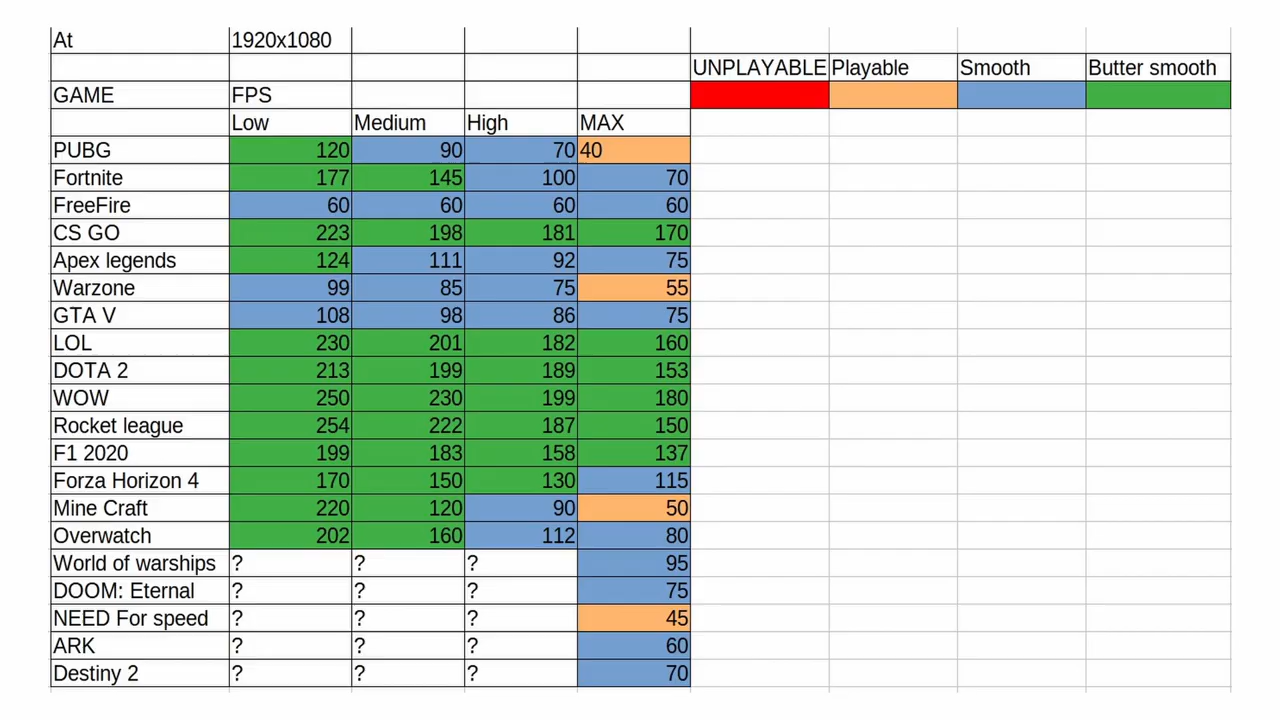 At 1920x1080
UNPLAYABLE Playable Smooth Butter smooth
GAME FPS
Low Medium High MAX
PUBG 120 90 70 40
Fortnite 177 145 100 70
FreeFire 60 60 60 60
CS GO 223 198 181 170
Apex legends 124 111 92 75
Warzone 99 85 75 55
GTA V 108 98 86 75
LOL 230 201 182 160
DOTA 2 213 199 189 153
WOW 250 230 199 180
Rocket league 254 222 187 150
F1 2020 199 183 158 137
Forza Horizon 4 170 150 130 115
Mine Craft 220 120 90 50
Overwatch 202 160 112 80
World of warships ? ? ? 95
DOOM: Eternal ? ? ? 75
NEED For speed ? ? ? 45
ARK ? ? ? 60
Destiny 2 ? ? ? 70